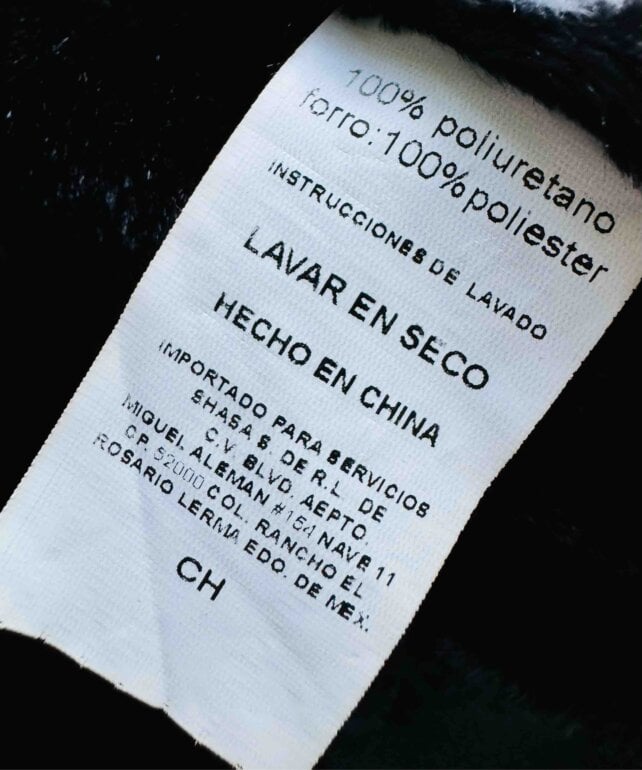 100% poliuretano
forro: 100% poliester
INSTRUCCIONES DE LAVADO
LAVAR EN SECO
HECHO EN CHINA
IMPORTADO PARA SERVICIOS
SHASA S. DE R.L. DE
C.V. BLVD. AEPTO.
MIGUEL ALEMAN #154 NAVE 11
CP. 52000 COL. RANCHO EL
ROSARIO LERMA EDO. DE MEX.
CH